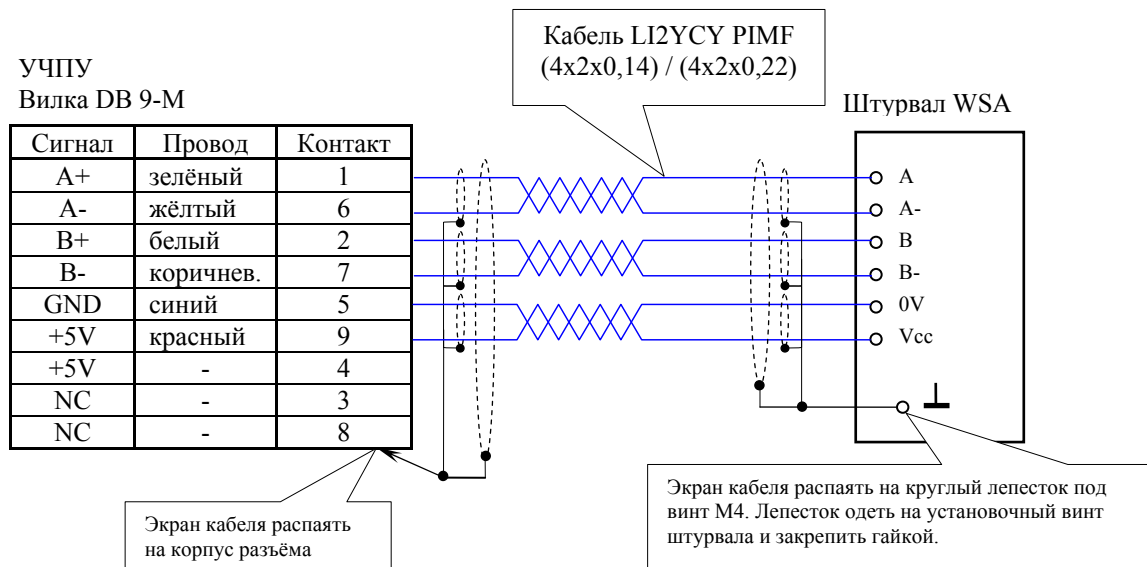 Кабель LI2YCY PIMF
(4х2х0,14) / (4х2х0,22)
УЧПУ
Вилка DB 9-М
Штурвал WSA
Сигнал Провод Контакт
A+ зелёный 1
A- жёлтый 6
B+ белый 2
B- коричнев. 7
GND синий 5
+5V красный 9
+5V - 4
NC - 3
NC - 8
A
A-
B
B-
0V
Vcc
Экран кабеля распаять
на корпус разъёма
Экран кабеля распаять на круглый лепесток под
винт М4. Лепесток одеть на установочный винт
штурвала и закрепить гайкой.